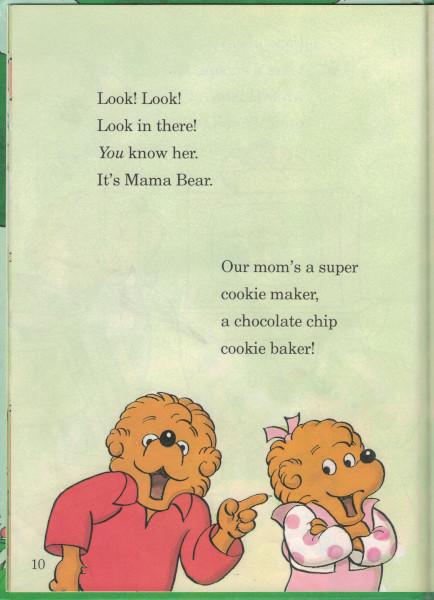 Look! Look!
Look in there!
You know her.
It's Mama Bear.
Our mom's a super
cookie maker,
a chocolate chip
cookie baker!
10